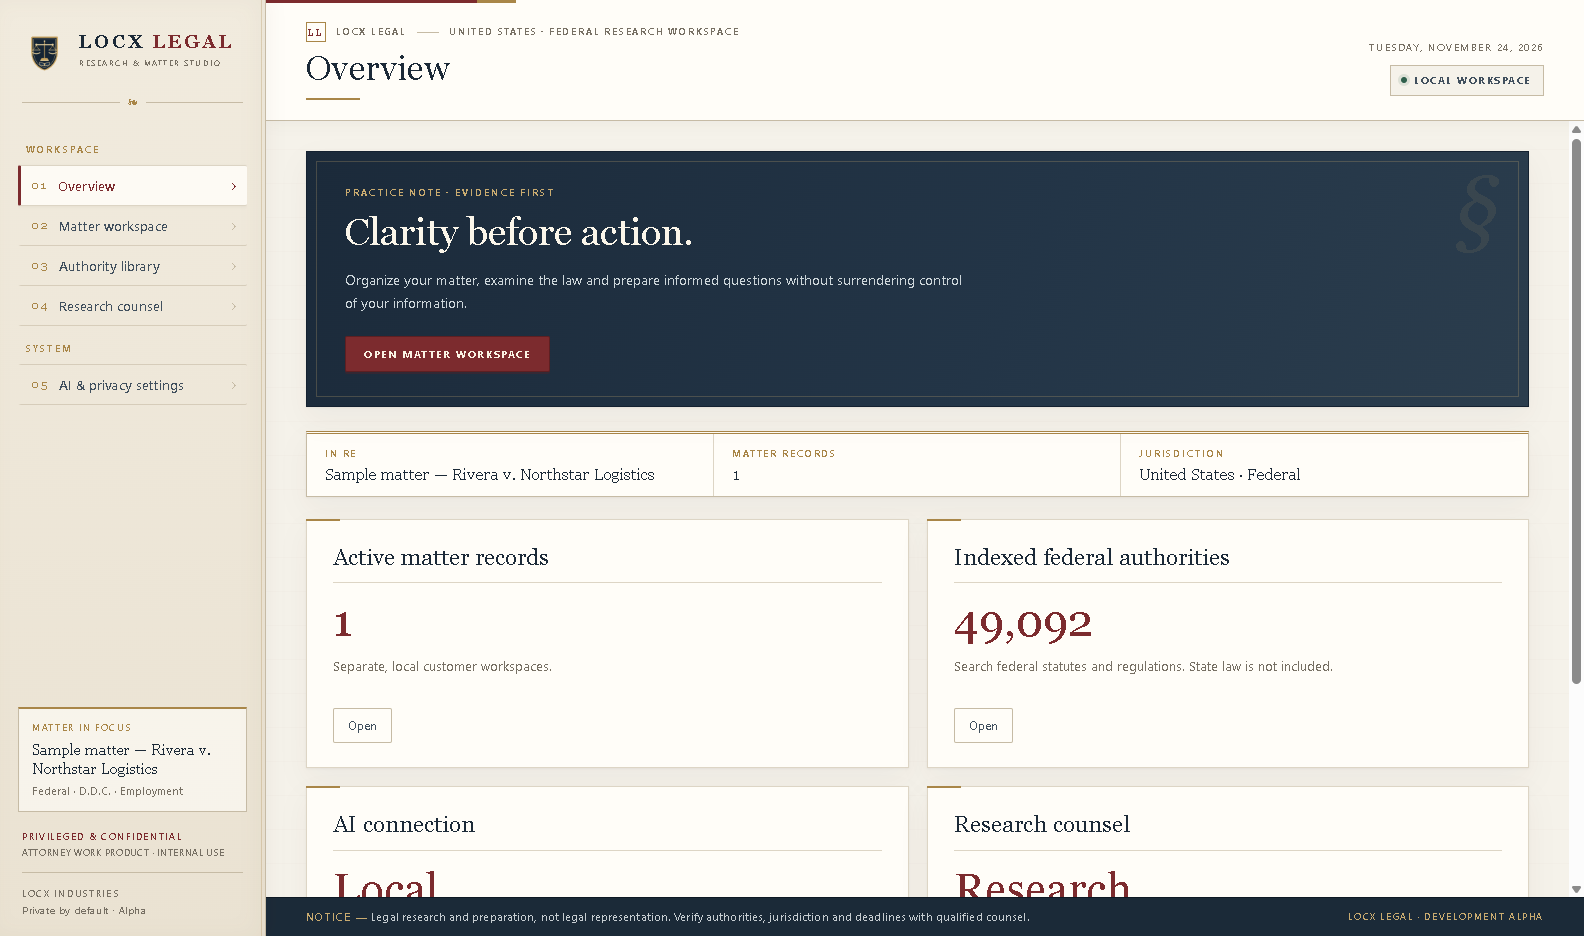 LOCX LEGAL
RESEARCH & MATTER STUDIO
WORKSPACE
01 Overview
02 Matter workspace
03 Authority library
04 Research counsel
SYSTEM
05 AI & privacy settings
MATTER IN FOCUS
Sample matter — Rivera v.
Northstar Logistics
Federal · D.D.C. · Employment
PRIVILEGED & CONFIDENTIAL
ATTORNEY WORK PRODUCT · INTERNAL USE
LOCX INDUSTRIES
Private by default · Alpha
LL LOCX LEGAL UNITED STATES · FEDERAL RESEARCH WORKSPACE
Overview
TUESDAY, NOVEMBER 24, 2026
LOCAL WORKSPACE
PRACTICE NOTE · EVIDENCE FIRST
§
Clarity before action.
Organize your matter, examine the law and prepare informed questions without surrendering control
of your information.
OPEN MATTER WORKSPACE
IN RE
Sample matter — Rivera v. Northstar Logistics
MATTER RECORDS
1
JURISDICTION
United States · Federal
Active matter records
1
Separate, local customer workspaces.
Open
Indexed federal authorities
49,092
Search federal statutes and regulations. State law is not included.
Open
AI connection
Local
Research counsel
Research
NOTICE — Legal research and preparation, not legal representation. Verify authorities, jurisdiction and deadlines with qualified counsel.
LOCX LEGAL · DEVELOPMENT ALPHA